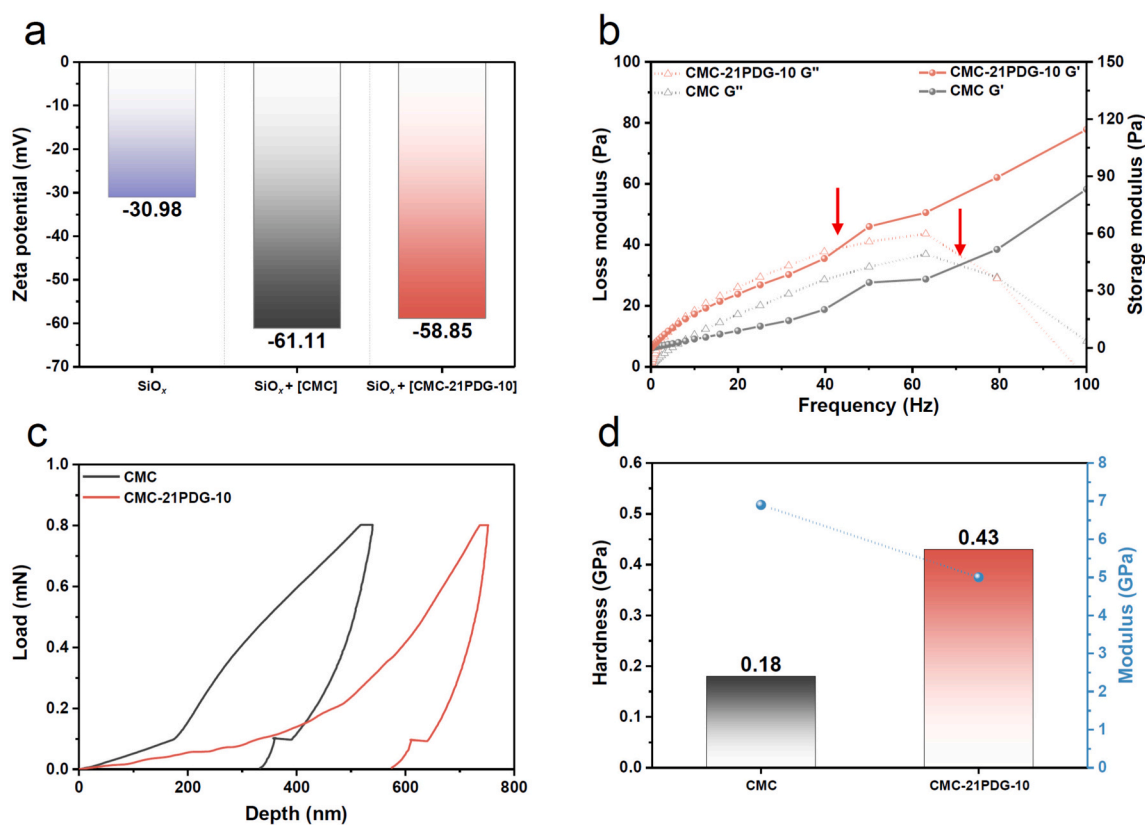 a
Zeta potential (mV)
0
-10
-20
-30
-40
-50
-60
-70
-30.98
-61.11
-58.85
SiOx
SiOx + [CMC]
SiOx + [CMC-21PDG-10]
b
Loss modulus (Pa)
100
80
60
40
20
0
CMC-21PDG-10 G"
CMC G"
CMC-21PDG-10 G'
CMC G'
150
120
90
60
30
0
Storage modulus (Pa)
0 20 40 60 80 100
Frequency (Hz)
c
Load (mN)
1.0
0.8
0.6
0.4
0.2
0.0
CMC
CMC-21PDG-10
0 200 400 600 800
Depth (nm)
d
Hardness (GPa)
0.6
0.5
0.4
0.3
0.2
0.1
0.0
0.18
0.43
8
7
6
5
4
3
2
1
0
Modulus (GPa)
CMC
CMC-21PDG-10